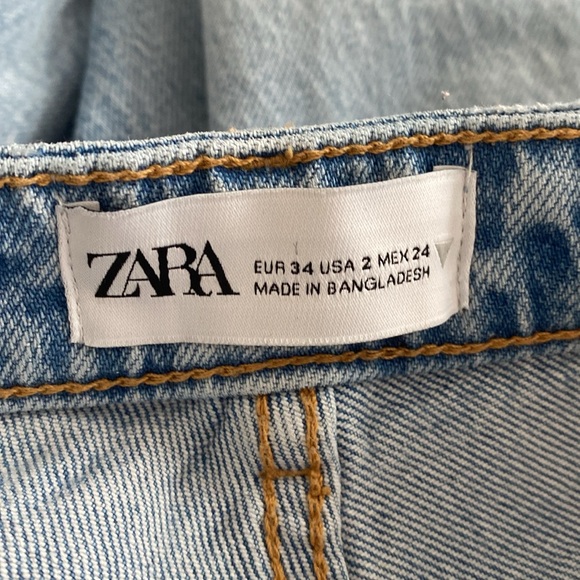 ZARA
EUR 34 USA 2 MEX 24
MADE IN BANGLADESH